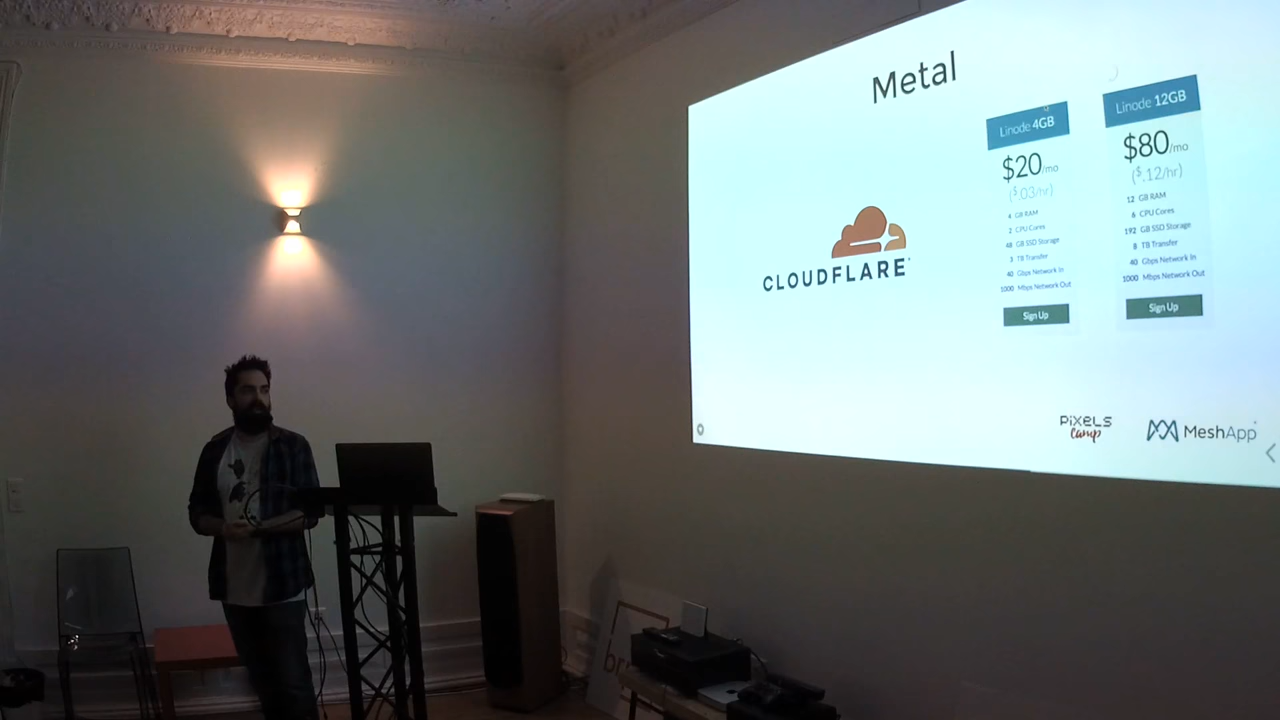 Metal
Linode 4GB
$20/mo
($.03/hr)
4 GB RAM
2 CPU Cores
48 GB SSD Storage
3 TB Transfer
40 Gbps Network In
1000 Mbps Network Out
Sign Up
Linode 12GB
$80/mo
($.12/hr)
12 GB RAM
6 CPU Cores
192 GB SSD Storage
8 TB Transfer
40 Gbps Network In
1000 Mbps Network Out
Sign Up
CLOUDFLARE
PIXELS
camp
MeshApp